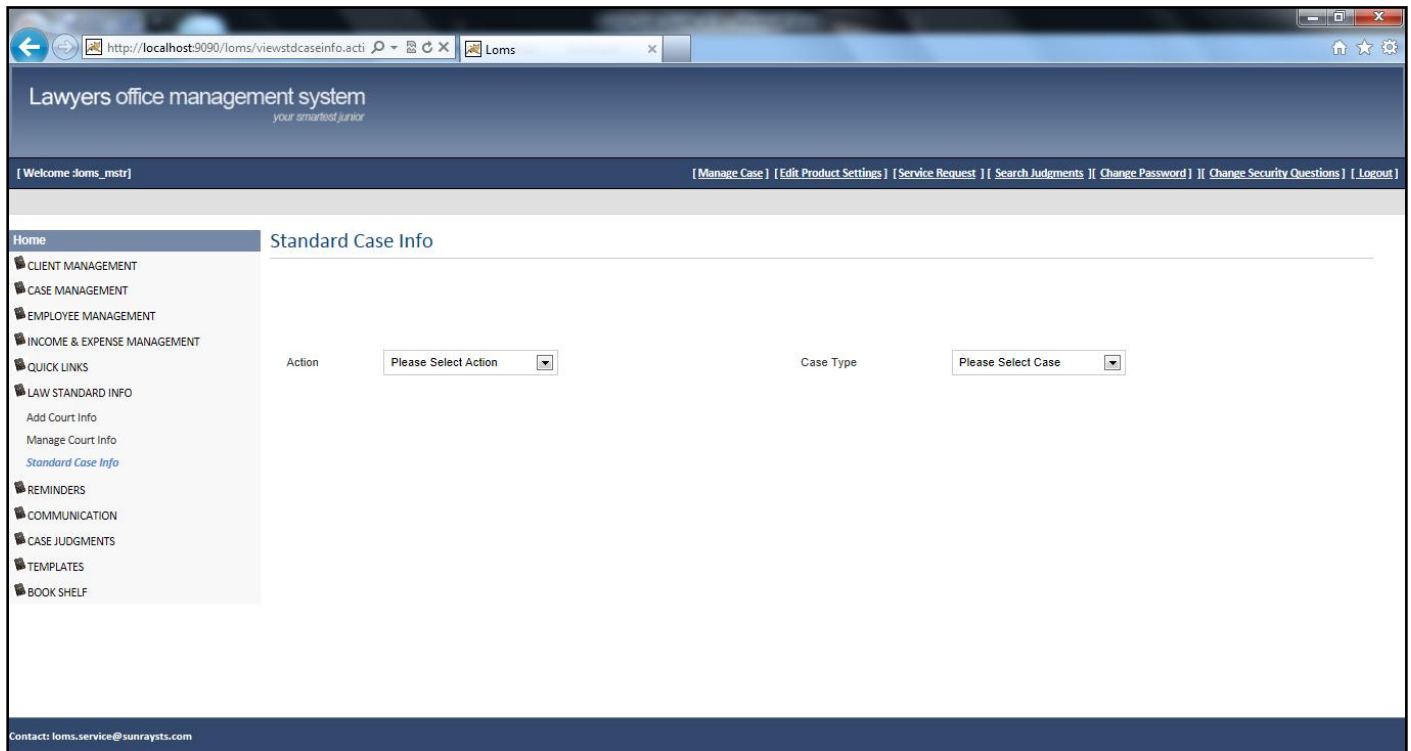 http://localhost:9090/loms/viewstdcaseinfo.acti
Loms
Lawyers office management system
your smartest junior
[ Welcome :loms_mstr]
[ Manage Case ] [ Edit Product Settings ] [ Service Request ] [ Search Judgments ][ Change Password ] ][ Change Security Questions ] [ Logout ]
Home
Standard Case Info
CLIENT MANAGEMENT
CASE MANAGEMENT
EMPLOYEE MANAGEMENT
INCOME & EXPENSE MANAGEMENT
QUICK LINKS
Action Please Select Action Case Type Please Select Case
LAW STANDARD INFO
Add Court Info
Manage Court Info
Standard Case Info
REMINDERS
COMMUNICATION
CASE JUDGMENTS
TEMPLATES
BOOK SHELF
Contact: loms.service@sunraysts.com